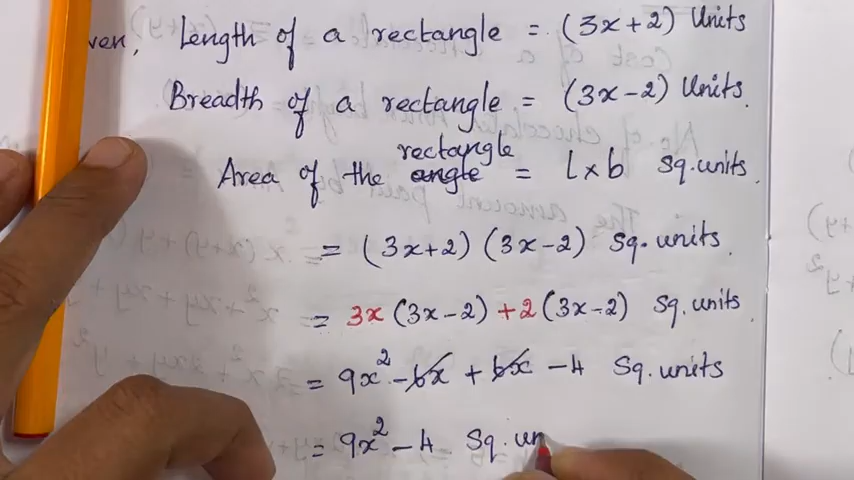 ven, Length of a rectangle = (3x+2) Units
Breadth of a rectangle = (3x-2) Units.
rectangle
Area of the angle = l×b Sq.units.
= (3x+2) (3x-2) Sq. units.
= 3x (3x-2) +2 (3x-2) Sq. units.
= 9x² - 6x + 6x - 4 Sq. units
= 9x² - 4 Sq. un